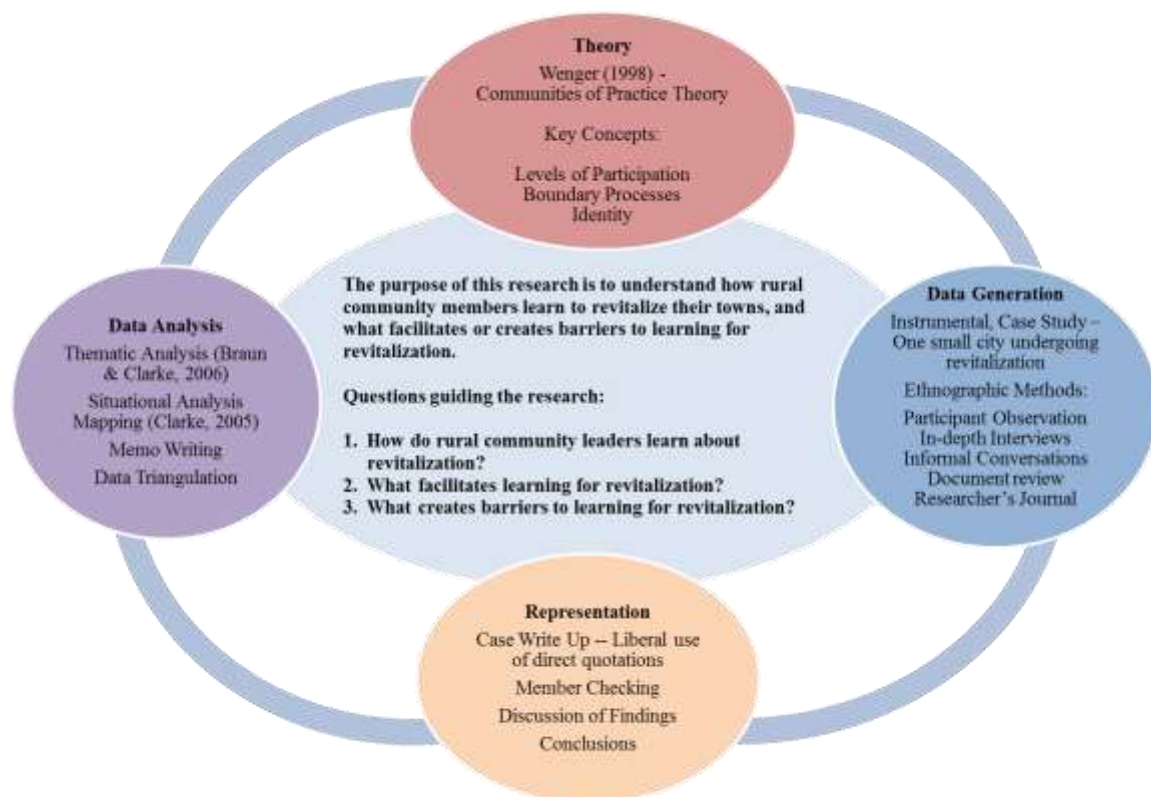 Theory
Wenger (1998) -
Communities of Practice Theory
Key Concepts:
Levels of Participation
Boundary Processes
Identity
The purpose of this research is to understand how rural
community members learn to revitalize their towns, and
what facilitates or creates barriers to learning for
revitalization.
Questions guiding the research:
1. How do rural community leaders learn about
revitalization?
2. What facilitates learning for revitalization?
3. What creates barriers to learning for revitalization?
Data Analysis
Thematic Analysis (Braun
& Clarke, 2006)
Situational Analysis
Mapping (Clarke, 2005)
Memo Writing
Data Triangulation
Data Generation
Instrumental, Case Study –
One small city undergoing
revitalization
Ethnographic Methods:
Participant Observation
In-depth Interviews
Informal Conversations
Document review
Researcher's Journal
Representation
Case Write Up -- Liberal use
of direct quotations
Member Checking
Discussion of Findings
Conclusions